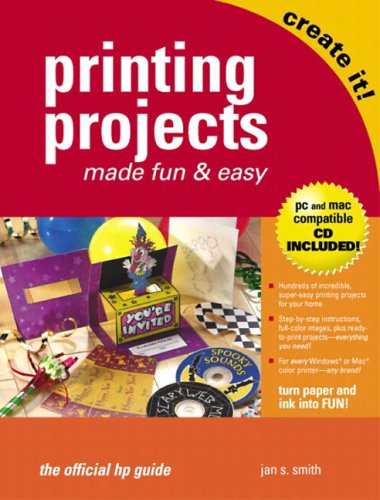 create it!
printing
projects
made fun & easy
pc and mac
compatible
CD
INCLUDED!
Hundreds of incredible,
super-easy printing projects
for your home
Step-by-step instructions,
full-color images, plus ready-
to-print projects—everything
you need!
For every Windows® or Mac®
color printer—any brand!
turn paper and
ink into FUN!
YOU'RE
INVITED
SPOOKY
SOUNDS
SCARY WEB
the official hp guide
jan s. smith